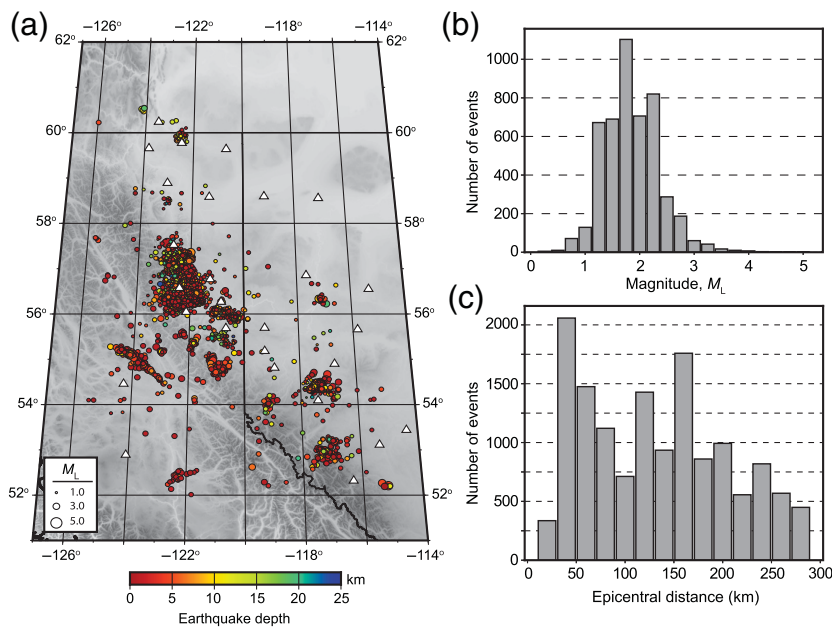 (a)
−126 −122 −118 −114
62° 62°
60° 60°
58° 58°
56° 56°
54° 54°
52° 52°
M_L
1.0
3.0
5.0
−126 −122 −118 −114
km
0 5 10 15 20 25
Earthquake depth
(b)
Number of events
1000
800
600
400
200
0
0 1 2 3 4 5
Magnitude, M_L
(c)
Number of events
2000
1500
1000
500
0
0 50 100 150 200 250 300
Epicentral distance (km)